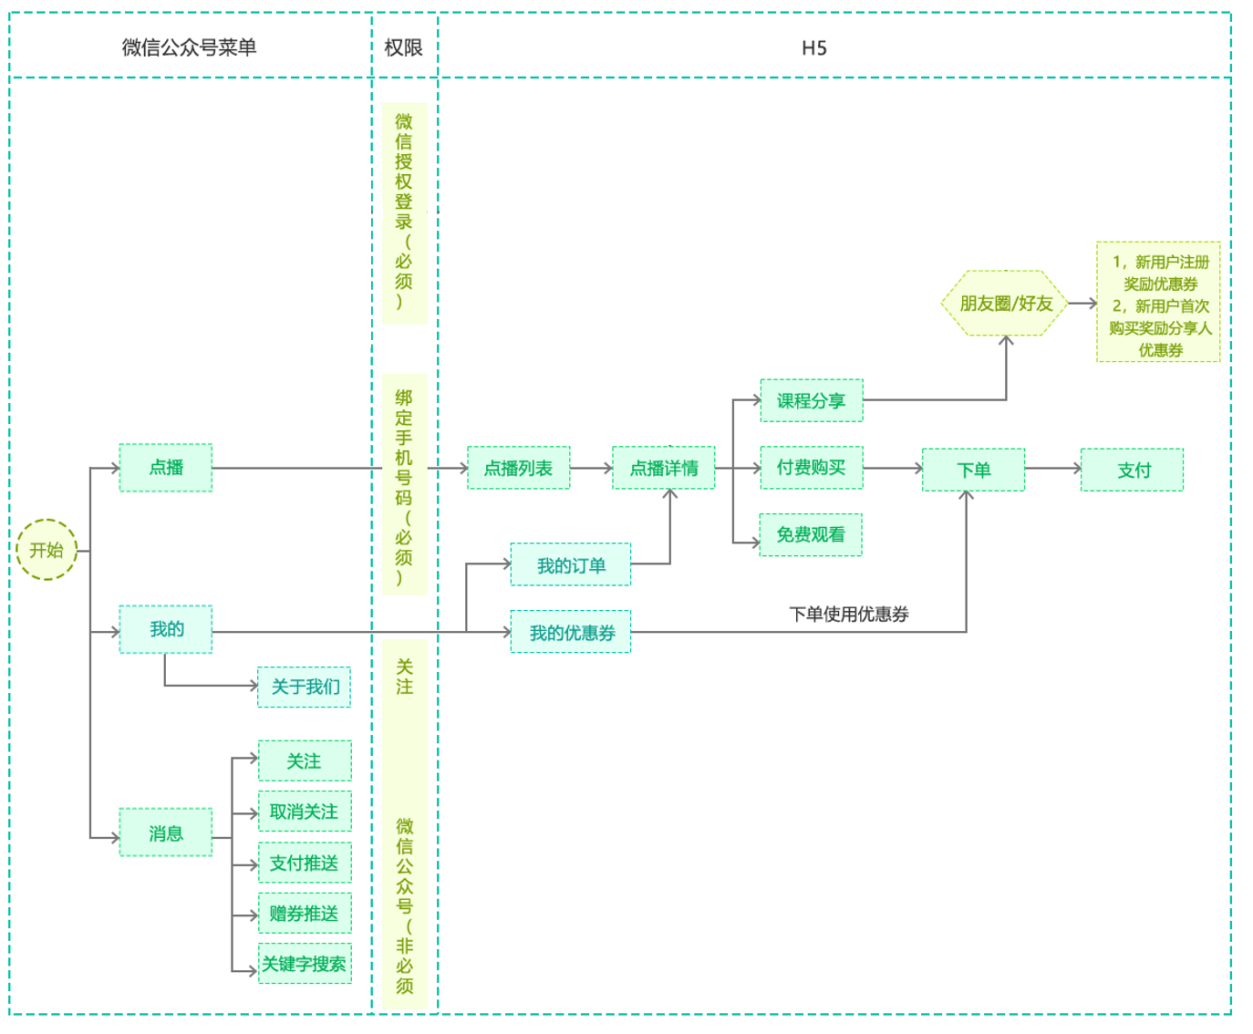 微信公众号菜单
权限
H5
微信授权登录（必须）
绑定手机号码（必须）
关注
微信公众号（非必须
开始
点播
我的
关于我们
消息
关注
取消关注
支付推送
赠券推送
关键字搜索
点播列表
点播详情
我的订单
我的优惠券
课程分享
付费购买
免费观看
下单使用优惠券
朋友圈/好友
1，新用户注册
奖励优惠券
2，新用户首次
购买奖励分享人
优惠券
下单
支付